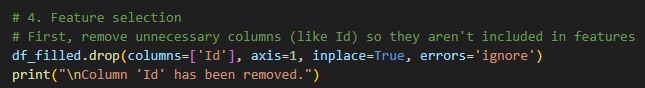 # 4. Feature selection
# First, remove unnecessary columns (like Id) so they aren't included in features
df_filled.drop(columns=['Id'], axis=1, inplace=True, errors='ignore')
print("\nColumn 'Id' has been removed.")